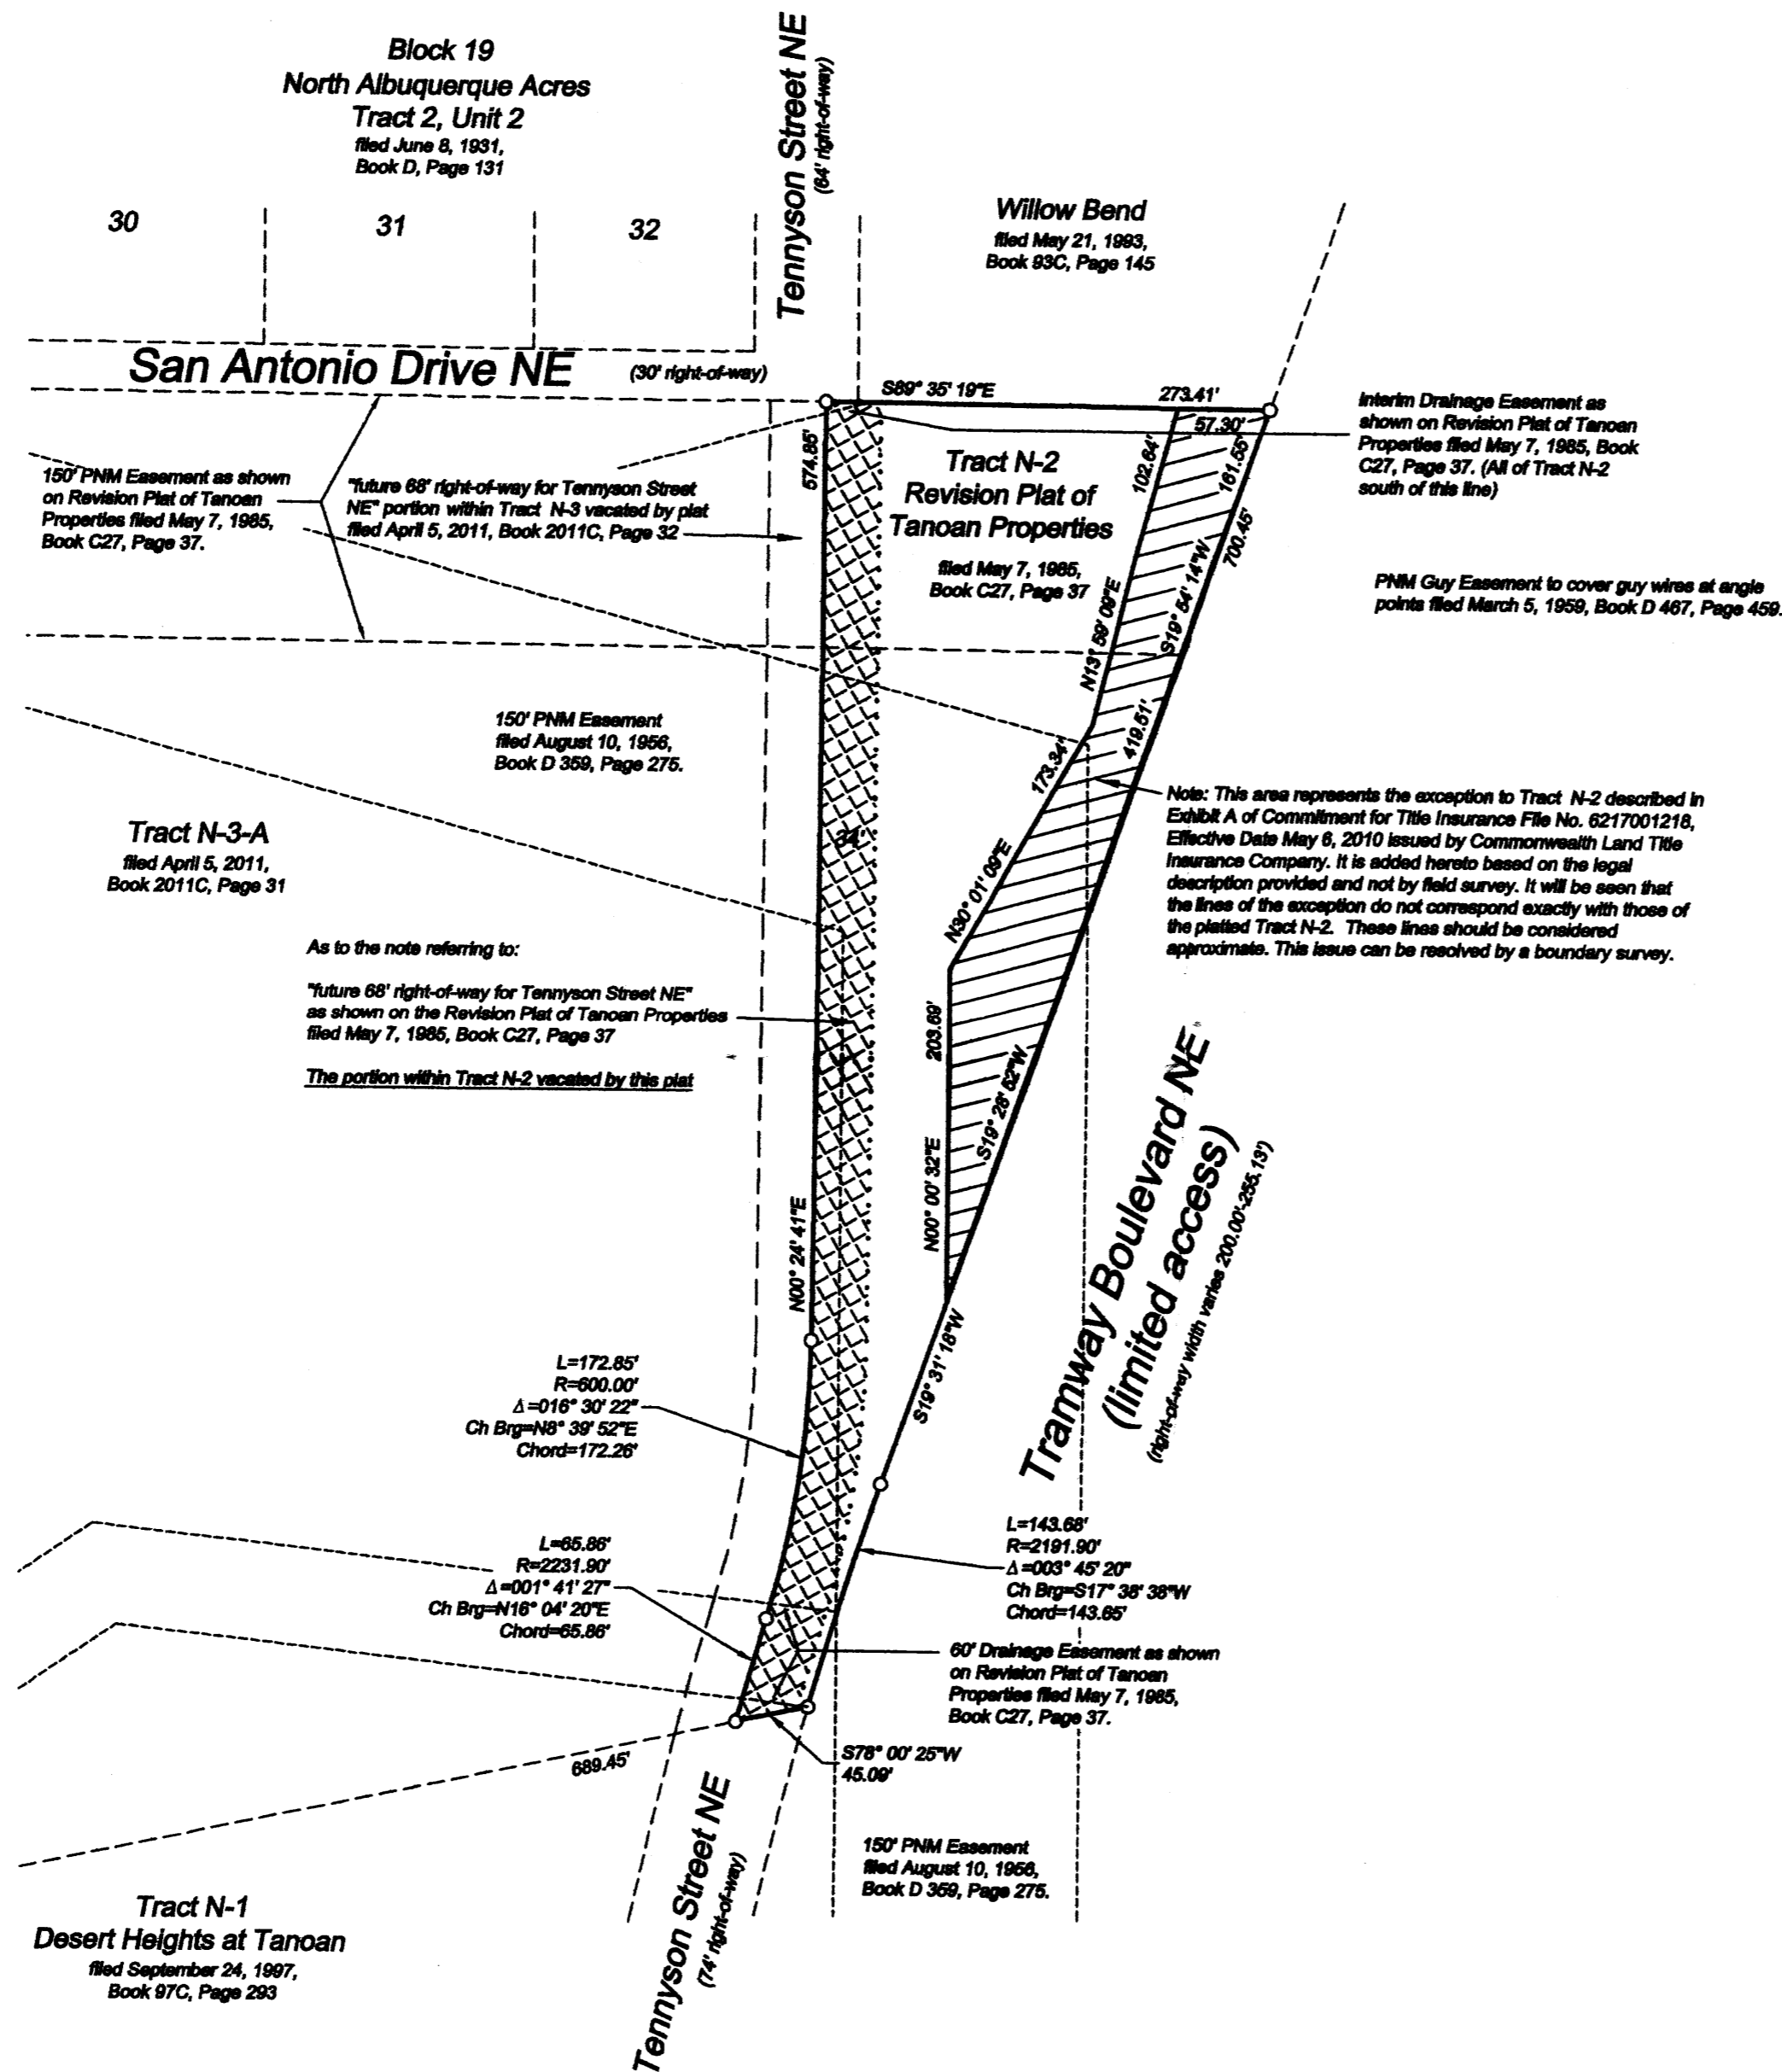 Block 19
North Albuquerque Acres
Tract 2, Unit 2
filed June 8, 1931,
Book D, Page 131
Tennyson Street NE
(64' right-of-way)
30
31
32
Willow Bend
filed May 21, 1993,
Book 93C, Page 145
San Antonio Drive NE
(30' right-of-way)
S89° 35' 19"E
273.41'
57.30'
Interim Drainage Easement as
shown on Revision Plat of Tanoan
Properties filed May 7, 1985, Book
C27, Page 37. (All of Tract N-2
south of this line)
574.85'
102.64'
161.55'
Tract N-2
Revision Plat of
Tanoan Properties
filed May 7, 1985,
Book C27, Page 37
150' PNM Easement as shown
on Revision Plat of Tanoan
Properties filed May 7, 1985,
Book C27, Page 37.
"future 68' right-of-way for Tennyson Street
NE" portion within Tract N-3 vacated by plat
filed April 5, 2011, Book 2011C, Page 32
700.45'
S19° 54' 14"W
N13° 59' 09"E
PNM Guy Easement to cover guy wires at angle
points filed March 5, 1959, Book D 467, Page 459.
150' PNM Easement
filed August 10, 1956,
Book D 359, Page 275.
419.51'
173.34'
Note: This area represents the exception to Tract N-2 described in
Exhibit A of Commitment for Title Insurance File No. 6217001218,
Effective Date May 6, 2010 issued by Commonwealth Land Title
Insurance Company. It is added hereto based on the legal
description provided and not by field survey. It will be seen that
the lines of the exception do not correspond exactly with those of
the platted Tract N-2. These lines should be considered
approximate. This issue can be resolved by a boundary survey.
Tract N-3-A
filed April 5, 2011,
Book 2011C, Page 31
34'
N30° 01' 09"E
As to the note referring to:
"future 68' right-of-way for Tennyson Street NE"
as shown on the Revision Plat of Tanoan Properties
filed May 7, 1985, Book C27, Page 37
The portion within Tract N-2 vacated by this plat
203.69'
S19° 28' 52"W
N00° 00' 32"E
N00° 24' 41"E
Tramway Boulevard NE
(limited access)
(right-of-way width varies 200.00'-255.13')
S19° 31' 18"W
L=172.85'
R=600.00'
Δ=016° 30' 22"
Ch Brg=N8° 39' 52"E
Chord=172.26'
L=65.86'
R=2231.90'
Δ=001° 41' 27"
Ch Brg=N16° 04' 20"E
Chord=65.86'
L=143.68'
R=2191.90'
Δ=003° 45' 20"
Ch Brg=S17° 38' 38"W
Chord=143.65'
60' Drainage Easement as shown
on Revision Plat of Tanoan
Properties filed May 7, 1985,
Book C27, Page 37.
S78° 00' 25"W
45.09'
689.45'
Tennyson Street NE
(74' right-of-way)
150' PNM Easement
filed August 10, 1956,
Book D 359, Page 275.
Tract N-1
Desert Heights at Tanoan
filed September 24, 1997,
Book 97C, Page 293